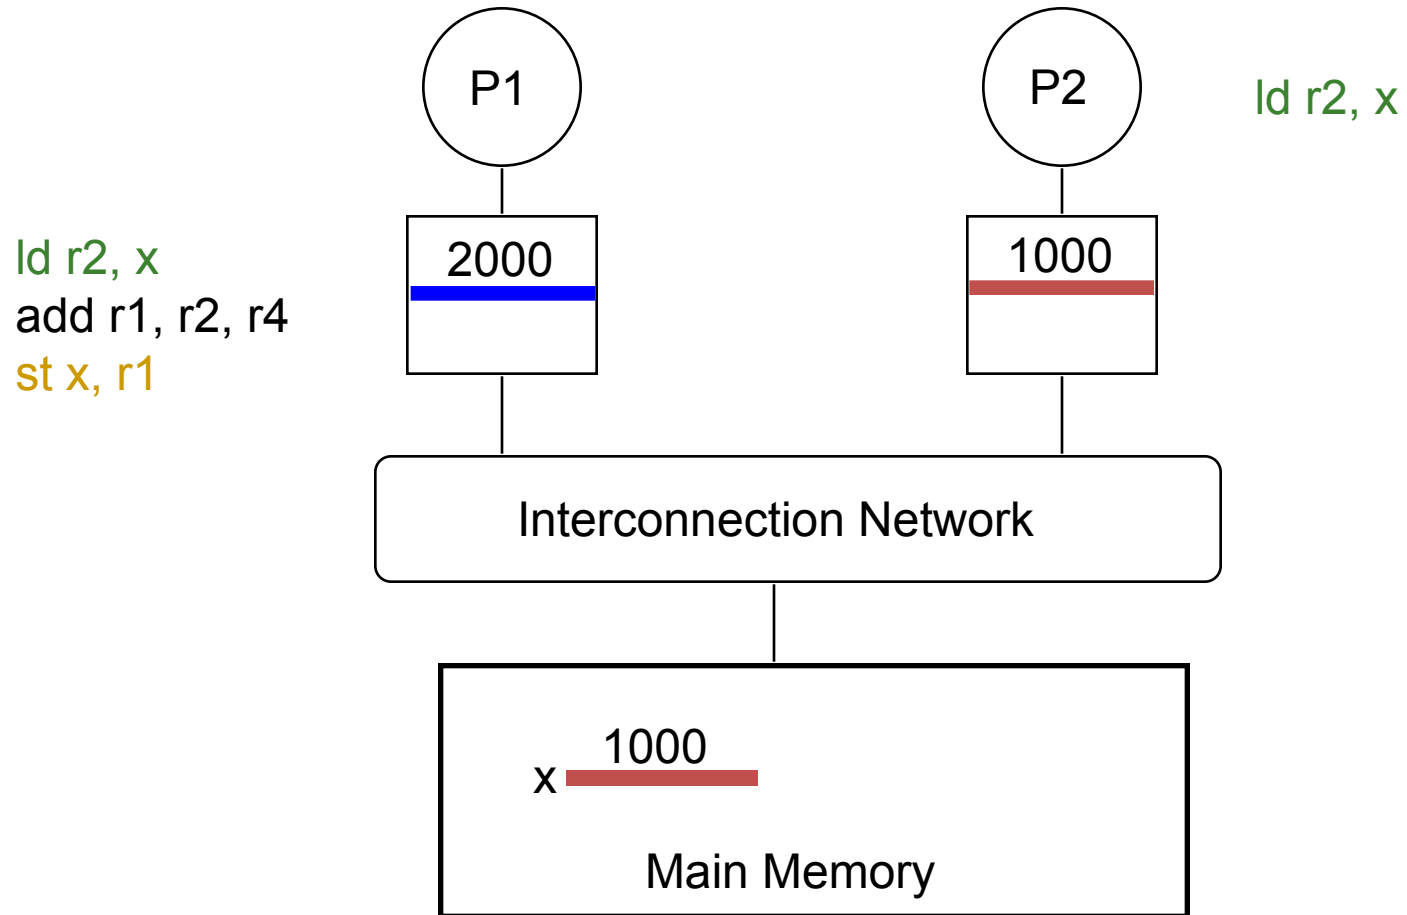 P1
P2
ld r2, x
2000
1000
ld r2, x
add r1, r2, r4
st x, r1
Interconnection Network
1000
x
Main Memory